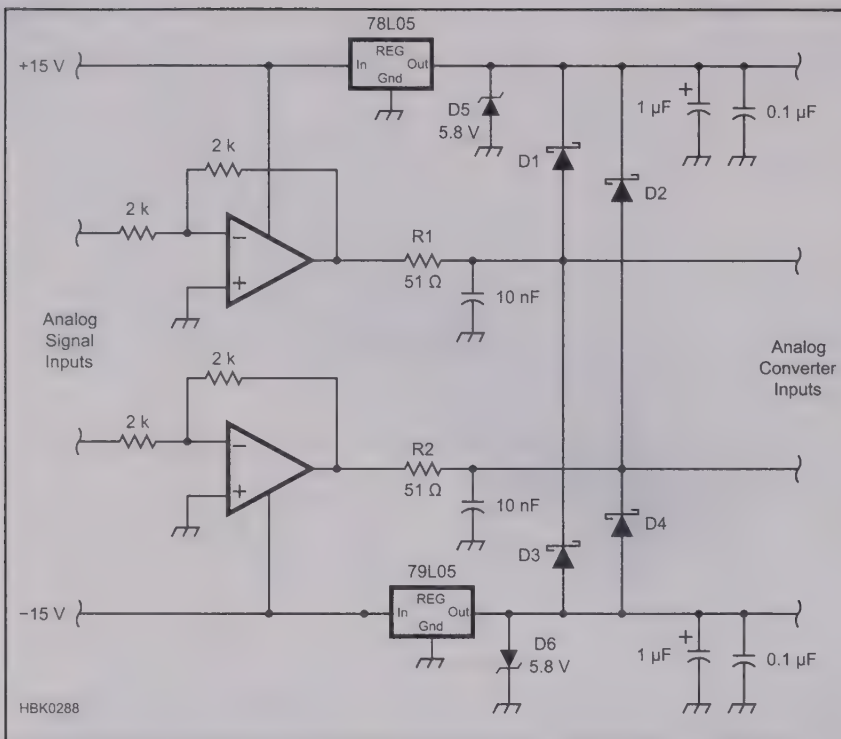 78L05
REG
In Out
Gnd
+15 V
D5
5.8 V
+
1 µF
0.1 µF
D1
D2
2 k
2 k
−
+
R1
51 Ω
10 nF
Analog
Signal
Inputs
Analog
Converter
Inputs
2 k
2 k
−
+
R2
51 Ω
10 nF
D4
D3
79L05
REG
In Out
Gnd
−15 V
D6
5.8 V
+
1 µF
0.1 µF
HBK0288